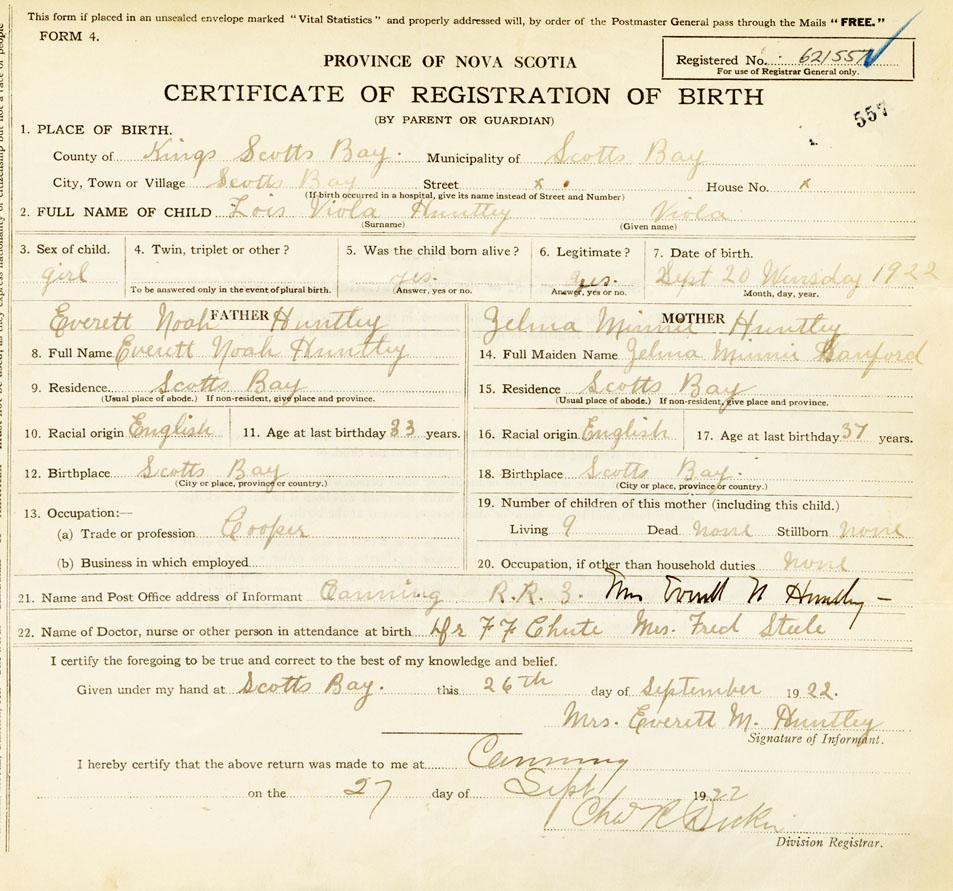 This form if placed in an unsealed envelope marked "Vital Statistics" and properly addressed will, by order of the Postmaster General pass through the Mails "FREE."
FORM 4.
Registered No. 621557
For use of Registrar General only.
PROVINCE OF NOVA SCOTIA
CERTIFICATE OF REGISTRATION OF BIRTH
(BY PARENT OR GUARDIAN)
557
1. PLACE OF BIRTH.
County of Kings Scotts Bay. Municipality of Scotts Bay
City, Town or Village Scotts Bay Street x House No. x
(If birth occurred in a hospital, give its name instead of Street and Number)
2. FULL NAME OF CHILD Lois Viola Huntley Viola
(Surname) (Given name)
3. Sex of child. 4. Twin, triplet or other? 5. Was the child born alive? 6. Legitimate? 7. Date of birth.
girl yes. yes. Sept 20 Wensday 1922
To be answered only in the event of plural birth. (Answer, yes or no. Answer, yes or no. Month, day, year.
FATHER MOTHER
Everett Noah Huntley Zelma Minnie Huntley
8. Full Name Everett Noah Huntley 14. Full Maiden Name Zelma Minnie Sanford
9. Residence Scotts Bay 15. Residence Scotts Bay
(Usual place of abode.) If non-resident, give place and province. (Usual place of abode.) If non-resident, give place and province.
10. Racial origin English 11. Age at last birthday 33 years. 16. Racial origin English 17. Age at last birthday 37 years.
12. Birthplace Scotts Bay 18. Birthplace Scotts Bay.
(City or place, province or country.) (City or place, province or country.)
13. Occupation:— 19. Number of children of this mother (including this child.)
(a) Trade or profession Cooper Living 9 Dead none Stillborn none
(b) Business in which employed 20. Occupation, if other than household duties none
21. Name and Post Office address of Informant Canning R.R. 3. Mrs Everett N Huntley —
22. Name of Doctor, nurse or other person in attendance at birth Dr F F Chute Mrs. Fred Steele
I certify the foregoing to be true and correct to the best of my knowledge and belief.
Given under my hand at Scotts Bay. this 26th day of September 1922.
Mrs. Everett M. Huntley
Signature of Informant.
I hereby certify that the above return was made to me at Canning
on the 27 day of Sept 1922
Chas R
Division Registrar.